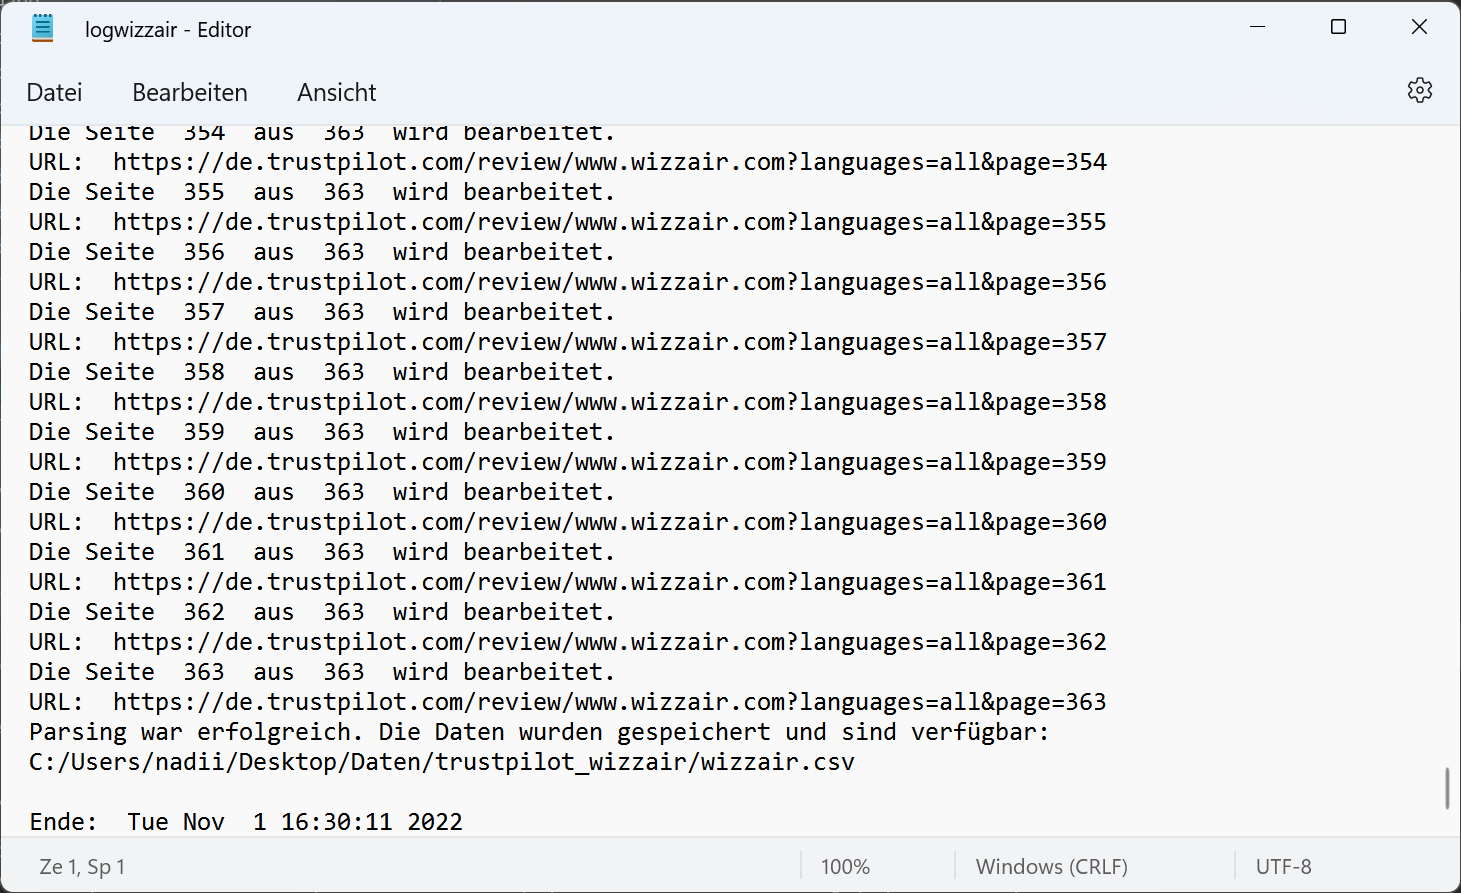 logwizzair - Editor
Datei Bearbeiten Ansicht
Die Seite  354  aus  363  wird bearbeitet.
URL:  https://de.trustpilot.com/review/www.wizzair.com?languages=all&page=354
Die Seite  355  aus  363  wird bearbeitet.
URL:  https://de.trustpilot.com/review/www.wizzair.com?languages=all&page=355
Die Seite  356  aus  363  wird bearbeitet.
URL:  https://de.trustpilot.com/review/www.wizzair.com?languages=all&page=356
Die Seite  357  aus  363  wird bearbeitet.
URL:  https://de.trustpilot.com/review/www.wizzair.com?languages=all&page=357
Die Seite  358  aus  363  wird bearbeitet.
URL:  https://de.trustpilot.com/review/www.wizzair.com?languages=all&page=358
Die Seite  359  aus  363  wird bearbeitet.
URL:  https://de.trustpilot.com/review/www.wizzair.com?languages=all&page=359
Die Seite  360  aus  363  wird bearbeitet.
URL:  https://de.trustpilot.com/review/www.wizzair.com?languages=all&page=360
Die Seite  361  aus  363  wird bearbeitet.
URL:  https://de.trustpilot.com/review/www.wizzair.com?languages=all&page=361
Die Seite  362  aus  363  wird bearbeitet.
URL:  https://de.trustpilot.com/review/www.wizzair.com?languages=all&page=362
Die Seite  363  aus  363  wird bearbeitet.
URL:  https://de.trustpilot.com/review/www.wizzair.com?languages=all&page=363
Parsing war erfolgreich. Die Daten wurden gespeichert und sind verfügbar:
C:/Users/nadii/Desktop/Daten/trustpilot_wizzair/wizzair.csv
Ende:  Tue Nov  1 16:30:11 2022
Ze 1, Sp 1 100% Windows (CRLF) UTF-8